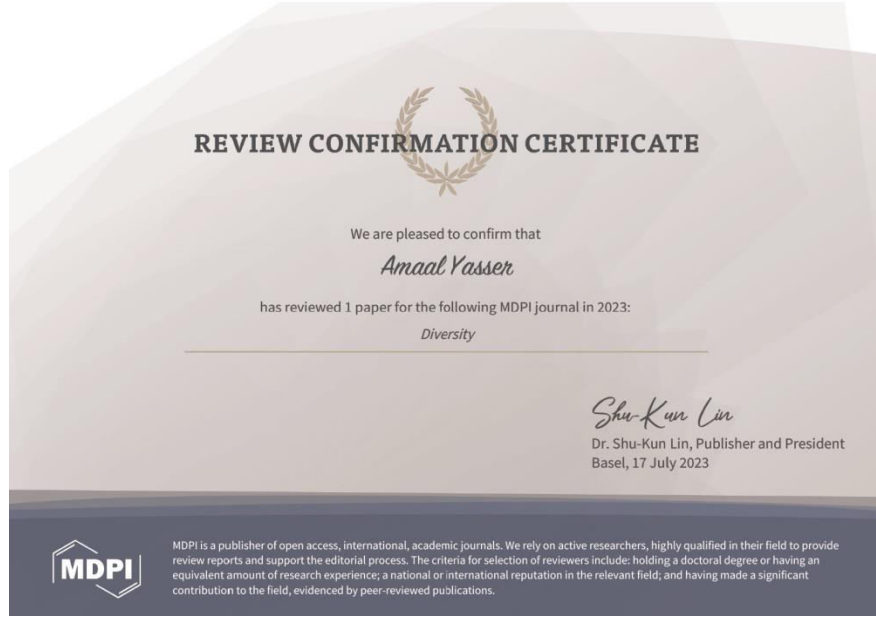 REVIEW CONFIRMATION CERTIFICATE
We are pleased to confirm that
Amaal Yasser
has reviewed 1 paper for the following MDPI journal in 2023:
Diversity
Shu-Kun Lin
Dr. Shu-Kun Lin, Publisher and President
Basel, 17 July 2023
MDPI
MDPI is a publisher of open access, international, academic journals. We rely on active researchers, highly qualified in their field to provide
review reports and support the editorial process. The criteria for selection of reviewers include: holding a doctoral degree or having an
equivalent amount of research experience; a national or international reputation in the relevant field; and having made a significant
contribution to the field, evidenced by peer-reviewed publications.